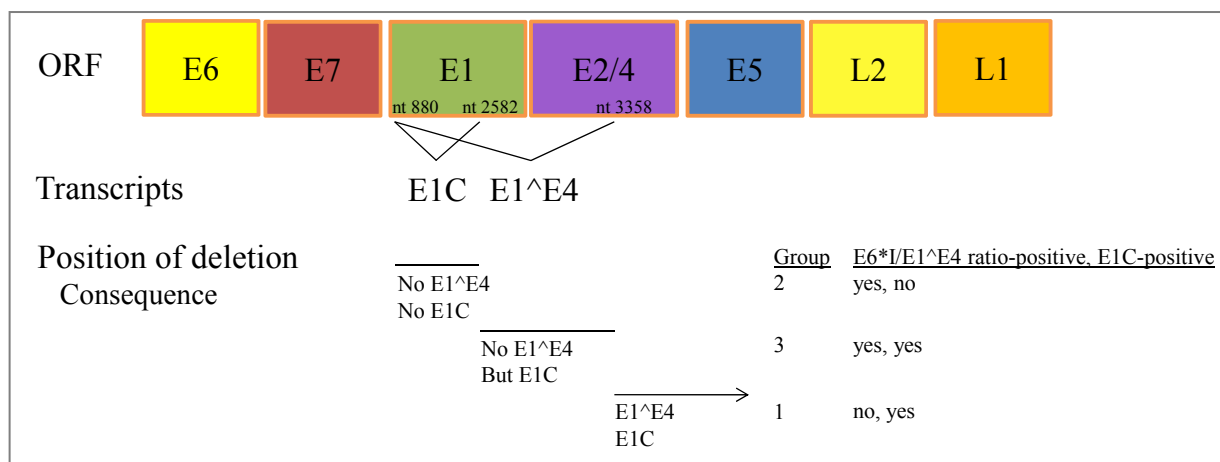 ORF E6 E7 E1 E2/4 E5 L2 L1
nt 880 nt 2582 nt 3358
Transcripts E1C E1^E4
Position of deletion Group E6*I/E1^E4 ratio-positive, E1C-positive
Consequence No E1^E4 2 yes, no
No E1C
No E1^E4 3 yes, yes
But E1C
E1^E4 1 no, yes
E1C